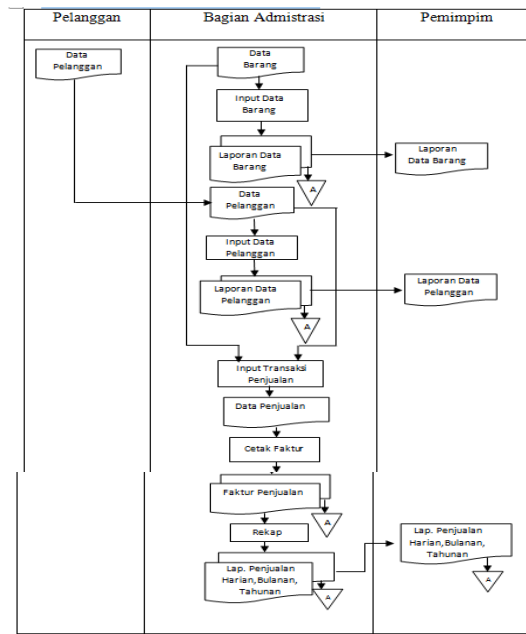 Pelanggan
Bagian Admistrasi
Pemimpim
Data
Pelanggan
Data
Barang
Input Data
Barang
Laporan Data
Barang
A
Laporan
Data Barang
Data
Pelanggan
Input Data
Pelanggan
Laporan Data
Pelanggan
A
Laporan Data
Pelanggan
Input Transaksi
Penjualan
Data Penjualan
Cetak Faktur
Faktur Penjualan
A
Rekap
Lap. Penjualan
Harian,Bulanan,
Tahunan
A
Lap. Penjualan
Harian,Bulanan,
Tahunan
A